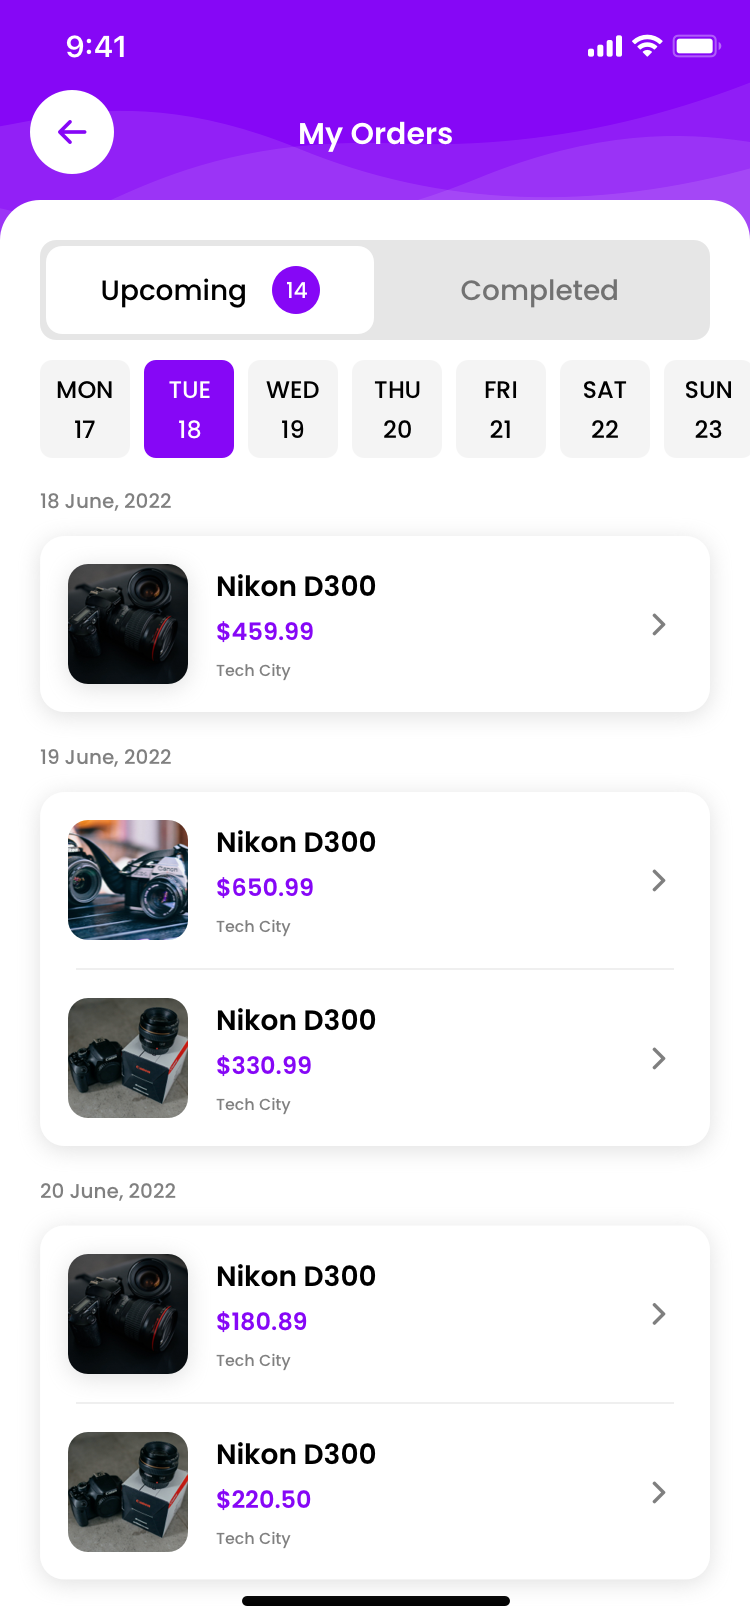 9:41
My Orders
Upcoming 14 Completed
MON TUE WED THU FRI SAT SUN
17 18 19 20 21 22 23
18 June, 2022
Nikon D300
$459.99
Tech City
19 June, 2022
Nikon D300
$650.99
Tech City
Canon
Nikon D300
$330.99
Tech City
20 June, 2022
Nikon D300
$180.89
Tech City
Nikon D300
$220.50
Tech City